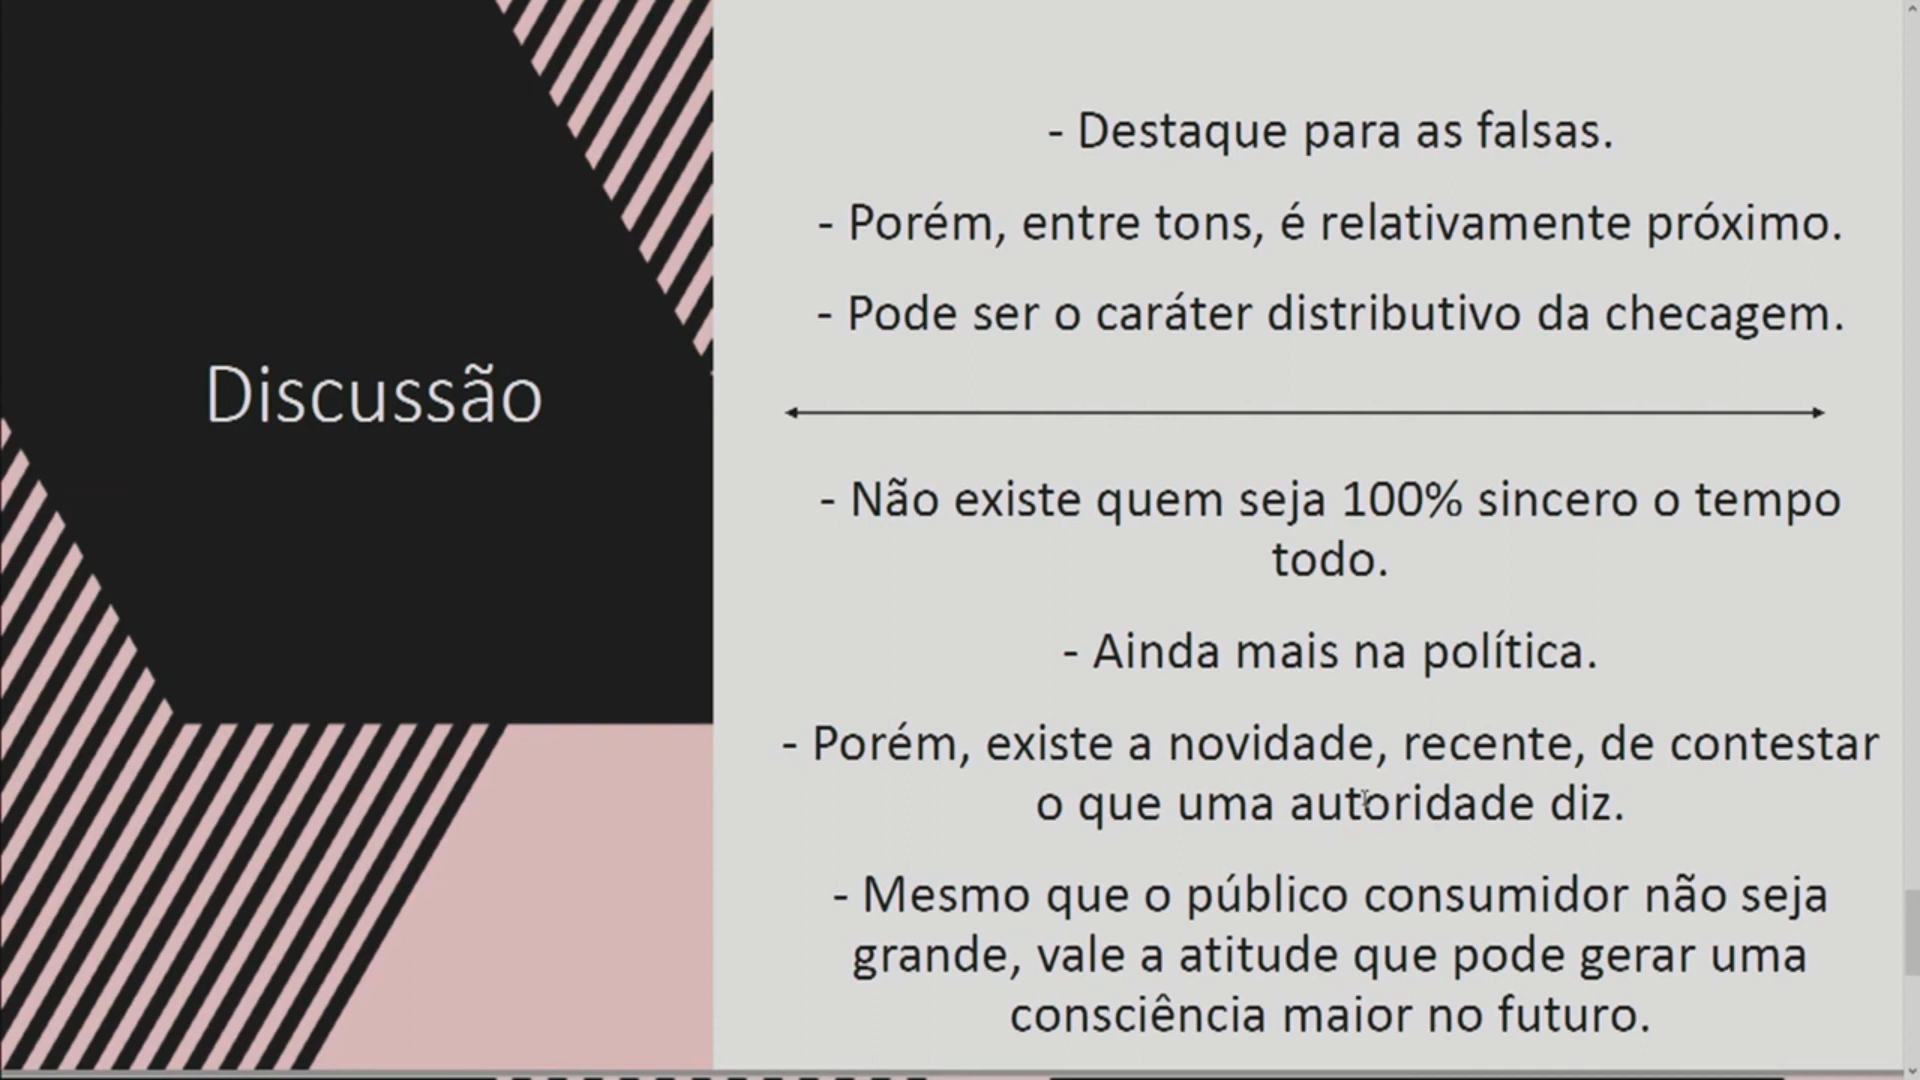 Discussão
- Destaque para as falsas.
- Porém, entre tons, é relativamente próximo.
- Pode ser o caráter distributivo da checagem.
- Não existe quem seja 100% sincero o tempo
todo.
- Ainda mais na política.
- Porém, existe a novidade, recente, de contestar
o que uma autoridade diz.
- Mesmo que o público consumidor não seja
grande, vale a atitude que pode gerar uma
consciência maior no futuro.